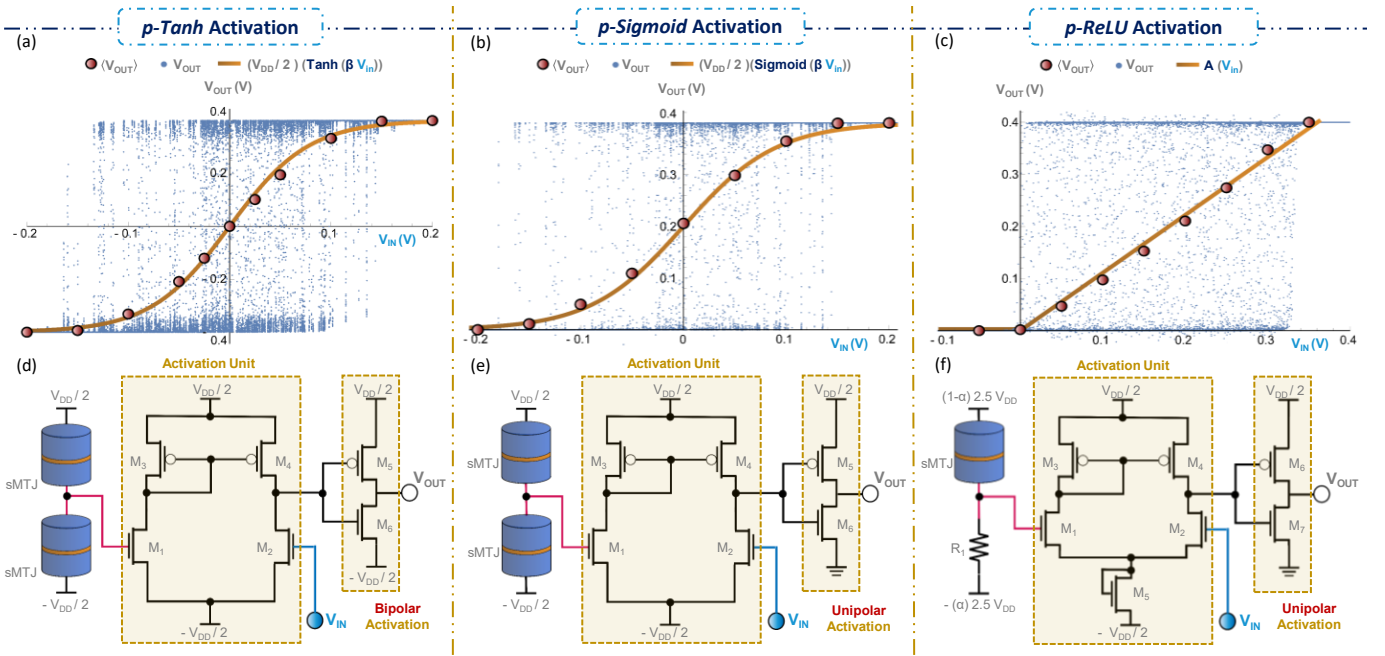 p-Tanh Activation
p-Sigmoid Activation
p-ReLU Activation
(a)
⟨VOUT⟩ VOUT (VDD / 2 ) (Tanh (β Vin))
VOUT (V)
0.4
0.2
- 0.2
- 0.1
0.1
0.2
VIN (V)
-0.2
0.4
(b)
⟨VOUT⟩ VOUT (VDD / 2 )(Sigmoid (β Vin))
VOUT (V)
0.4
0.4
0.3
0.2
0.1
- 0.2
- 0.1
0
0.1
0.2
VIN (V)
(c)
⟨VOUT⟩ VOUT A (Vin)
VOUT (V)
0.4
0.3
0.2
0.1
-0.1
0.1
0.2
0.3
0.4
VIN (V)
(d)
Activation Unit
VDD / 2
VDD / 2
VDD / 2
sMTJ
sMTJ
M3
M4
M5
VOUT
M6
M1
M2
- VDD / 2
- VDD / 2
- VDD / 2
VIN
Bipolar
Activation
(e)
Activation Unit
VDD / 2
VDD / 2
VDD / 2
sMTJ
sMTJ
M3
M4
M5
VOUT
M6
M1
M2
- VDD / 2
- VDD / 2
VIN
Unipolar
Activation
(f)
Activation Unit
(1-α) 2.5 VDD
VDD / 2
VDD / 2
sMTJ
M3
M4
M6
VOUT
M7
M1
M2
R1
M5
- (α) 2.5 VDD
- VDD / 2
VIN
Unipolar
Activation